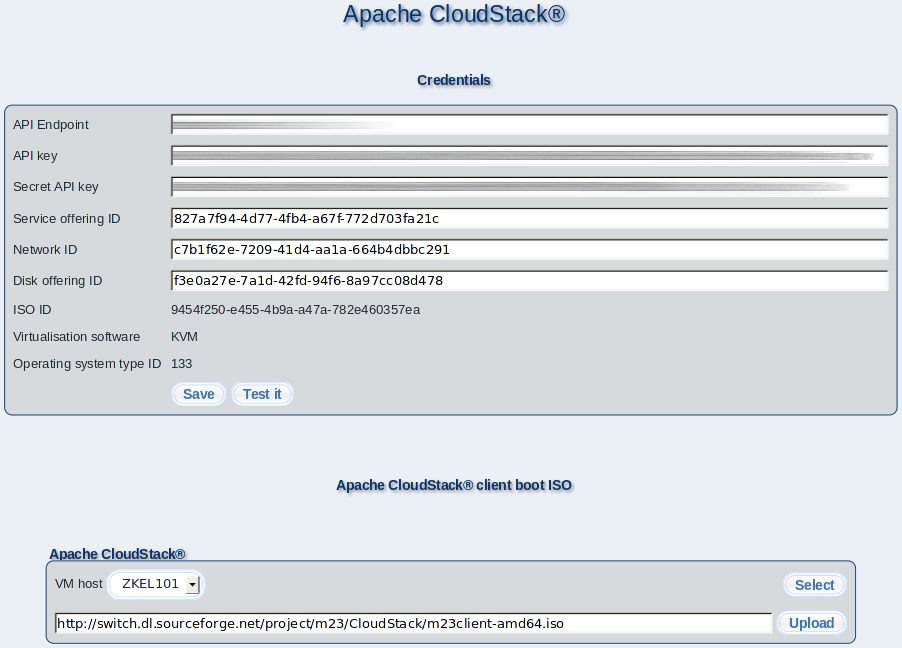 Apache CloudStack®
Credentials
API Endpoint
API key
Secret API key
Service offering ID 827a7f94-4d77-4fb4-a67f-772d703fa21c
Network ID c7b1f62e-7209-41d4-aa1a-664b4dbbc291
Disk offering ID f3e0a27e-7a1d-42fd-94f6-8a97cc08d478
ISO ID 9454f250-e455-4b9a-a47a-782e460357ea
Virtualisation software KVM
Operating system type ID 133
Save Test it
Apache CloudStack® client boot ISO
Apache CloudStack®
VM host ZKEL101 Select
http://switch.dl.sourceforge.net/project/m23/CloudStack/m23client-amd64.iso Upload